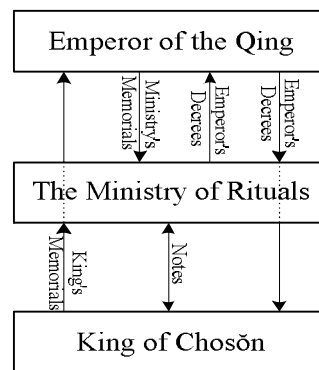 Emperor of the Qing
Ministry's
Memorials
Emperor's
Decrees
Emperor's
Decrees
The Ministry of Rituals
King's
Memorials
Notes
King of Chosŏn